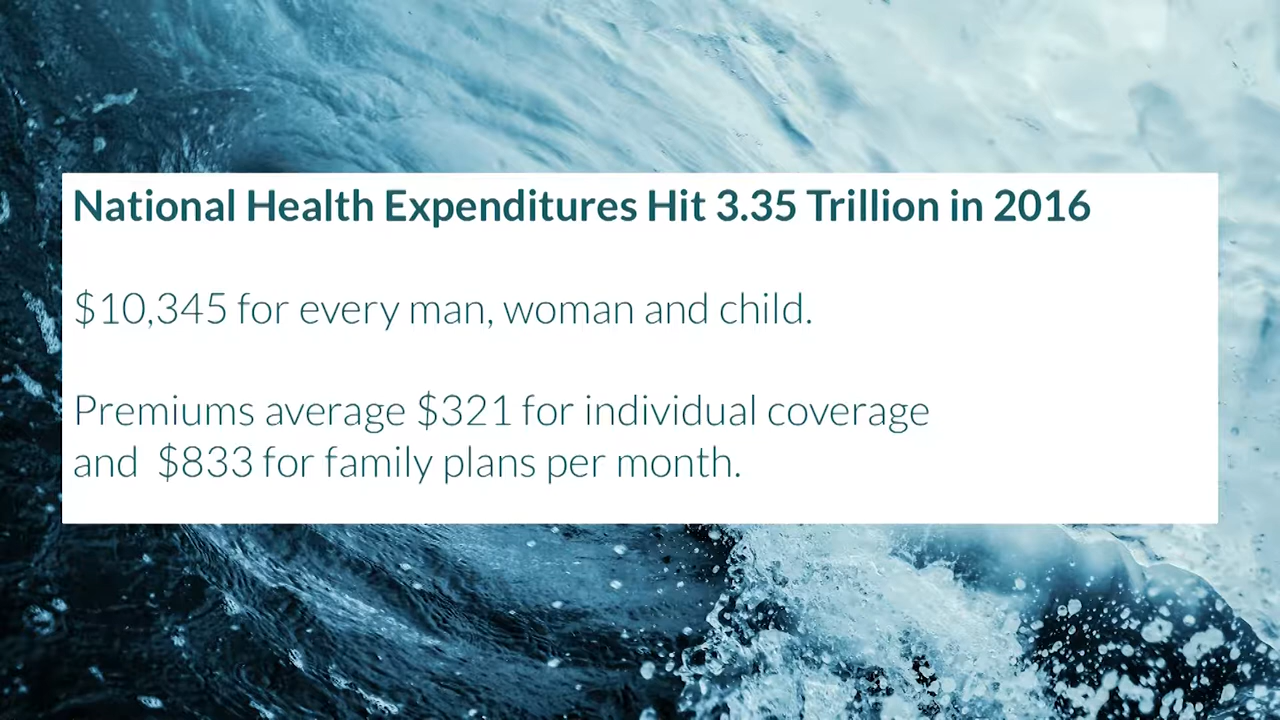 National Health Expenditures Hit 3.35 Trillion in 2016
$10,345 for every man, woman and child.
Premiums average $321 for individual coverage
and  $833 for family plans per month.